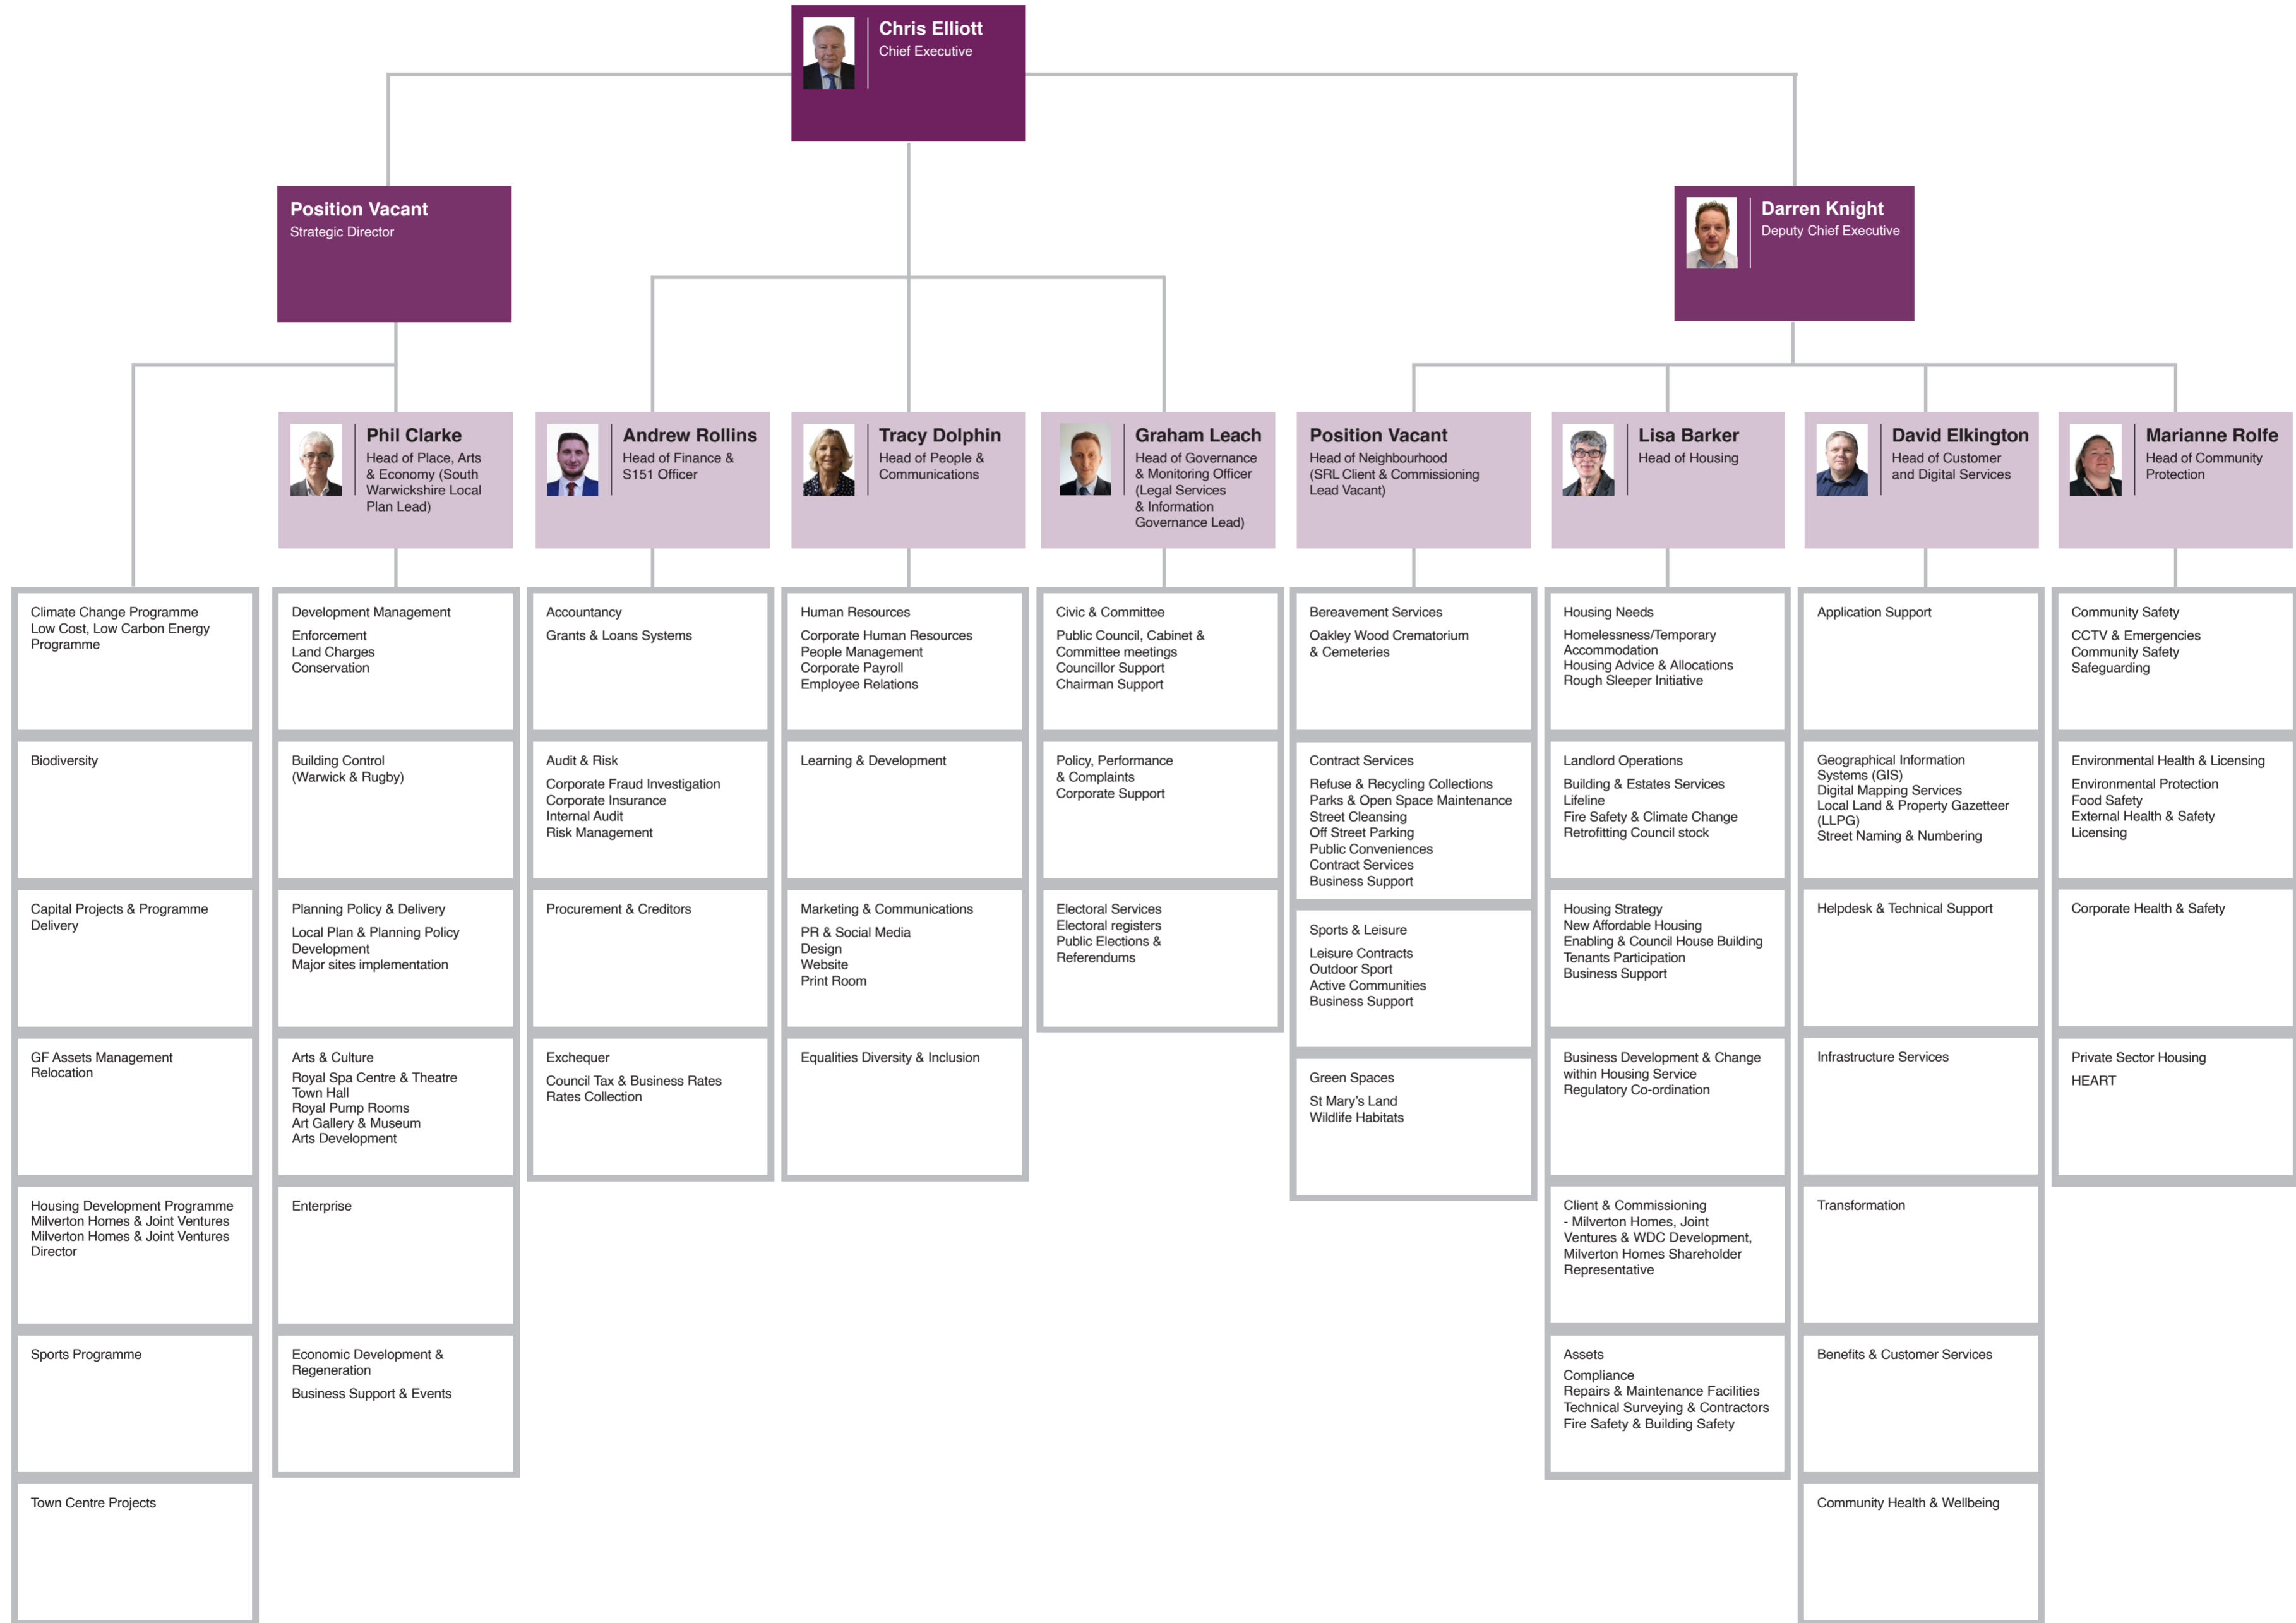 Chris Elliott
Chief Executive
Position Vacant
Strategic Director
Darren Knight
Deputy Chief Executive
Phil Clarke
Head of Place, Arts
& Economy (South
Warwickshire Local
Plan Lead)
Andrew Rollins
Head of Finance &
S151 Officer
Tracy Dolphin
Head of People &
Communications
Graham Leach
Head of Governance
& Monitoring Officer
(Legal Services
& Information
Governance Lead)
Position Vacant
Head of Neighbourhood
(SRL Client & Commissioning
Lead Vacant)
Lisa Barker
Head of Housing
David Elkington
Head of Customer
and Digital Services
Marianne Rolfe
Head of Community
Protection
Climate Change Programme
Low Cost, Low Carbon Energy
Programme
Biodiversity
Capital Projects & Programme
Delivery
GF Assets Management
Relocation
Housing Development Programme
Milverton Homes & Joint Ventures
Milverton Homes & Joint Ventures
Director
Sports Programme
Town Centre Projects
Development Management
Enforcement
Land Charges
Conservation
Building Control
(Warwick & Rugby)
Planning Policy & Delivery
Local Plan & Planning Policy
Development
Major sites implementation
Arts & Culture
Royal Spa Centre & Theatre
Town Hall
Royal Pump Rooms
Art Gallery & Museum
Arts Development
Enterprise
Economic Development &
Regeneration
Business Support & Events
Accountancy
Grants & Loans Systems
Audit & Risk
Corporate Fraud Investigation
Corporate Insurance
Internal Audit
Risk Management
Procurement & Creditors
Exchequer
Council Tax & Business Rates
Rates Collection
Human Resources
Corporate Human Resources
People Management
Corporate Payroll
Employee Relations
Learning & Development
Marketing & Communications
PR & Social Media
Design
Website
Print Room
Equalities Diversity & Inclusion
Civic & Committee
Public Council, Cabinet &
Committee meetings
Councillor Support
Chairman Support
Policy, Performance
& Complaints
Corporate Support
Electoral Services
Electoral registers
Public Elections &
Referendums
Bereavement Services
Oakley Wood Crematorium
& Cemeteries
Contract Services
Refuse & Recycling Collections
Parks & Open Space Maintenance
Street Cleansing
Off Street Parking
Public Conveniences
Contract Services
Business Support
Sports & Leisure
Leisure Contracts
Outdoor Sport
Active Communities
Business Support
Green Spaces
St Mary's Land
Wildlife Habitats
Housing Needs
Homelessness/Temporary
Accommodation
Housing Advice & Allocations
Rough Sleeper Initiative
Landlord Operations
Building & Estates Services
Lifeline
Fire Safety & Climate Change
Retrofitting Council stock
Housing Strategy
New Affordable Housing
Enabling & Council House Building
Tenants Participation
Business Support
Business Development & Change
within Housing Service
Regulatory Co-ordination
Client & Commissioning
- Milverton Homes, Joint
Ventures & WDC Development,
Milverton Homes Shareholder
Representative
Assets
Compliance
Repairs & Maintenance Facilities
Technical Surveying & Contractors
Fire Safety & Building Safety
Application Support
Geographical Information
Systems (GIS)
Digital Mapping Services
Local Land & Property Gazetteer
(LLPG)
Street Naming & Numbering
Helpdesk & Technical Support
Infrastructure Services
Transformation
Benefits & Customer Services
Community Health & Wellbeing
Community Safety
CCTV & Emergencies
Community Safety
Safeguarding
Environmental Health & Licensing
Environmental Protection
Food Safety
External Health & Safety
Licensing
Corporate Health & Safety
Private Sector Housing
HEART